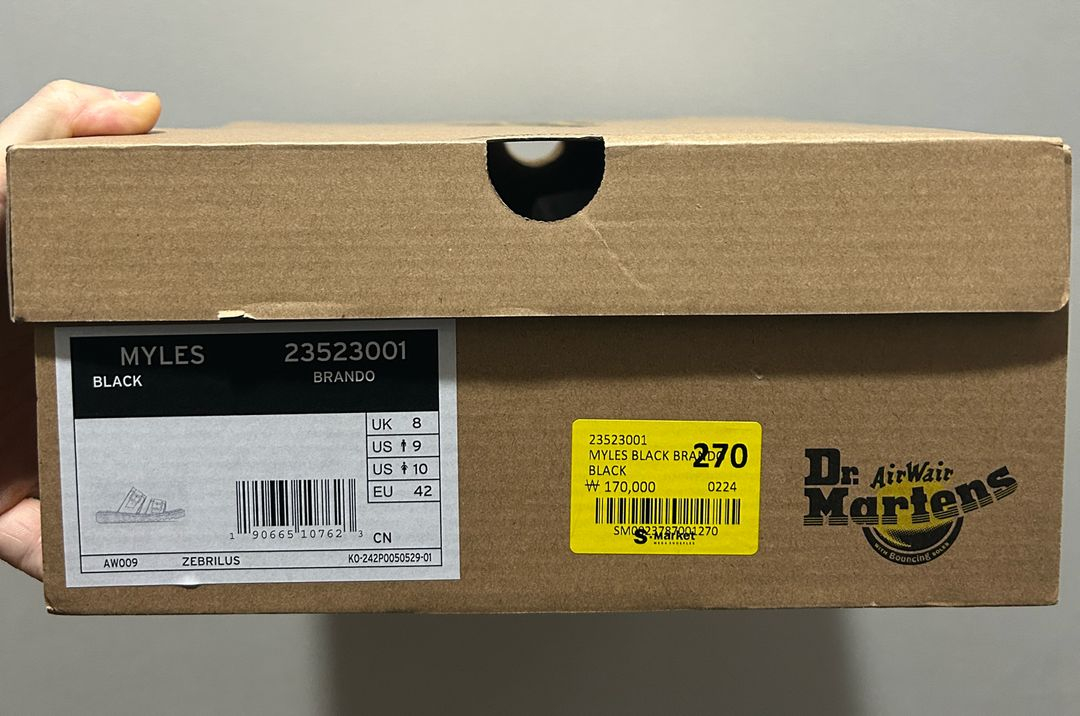 MYLES 23523001
BLACK BRANDO
UK 8
US 9
US 10
EU 42
1 90665 10762 3
CN
AW009 ZEBRILUS K0-242P0050529-01
23523001
MYLES BLACK BRANDO
270
BLACK
₩ 170,000 0224
SM0023787001270
S-Market
Dr. AirWair
Martens
WITH Bouncing SOLES